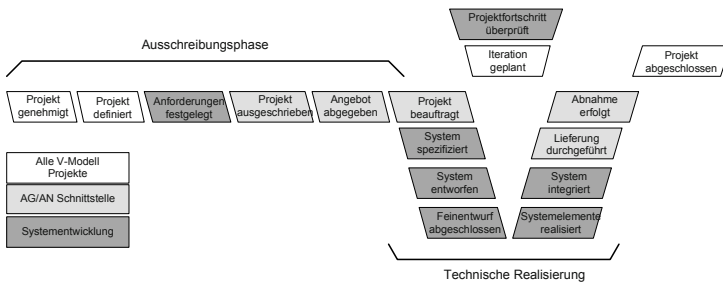 Projektfortschritt
überprüft
Ausschreibungsphase
Iteration
geplant
Projekt
abgeschlossen
Projekt
genehmigt
Projekt
definiert
Anforderungen
festgelegt
Projekt
ausgeschrieben
Angebot
abgegeben
Projekt
beauftragt
Abnahme
erfolgt
System
spezifiziert
Lieferung
durchgeführt
Alle V-Modell
Projekte
System
entworfen
System
integriert
AG/AN Schnittstelle
Feinentwurf
abgeschlossen
Systemelemente
realisiert
Systementwicklung
Technische Realisierung